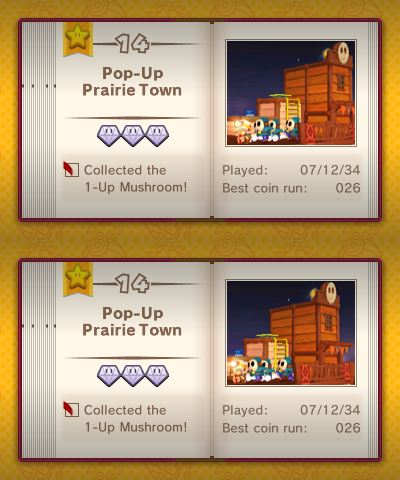 14
Pop-Up
Prairie Town
Collected the
1-Up Mushroom!
Played: 07/12/34
Best coin run: 026
14
Pop-Up
Prairie Town
Collected the
1-Up Mushroom!
Played: 07/12/34
Best coin run: 026